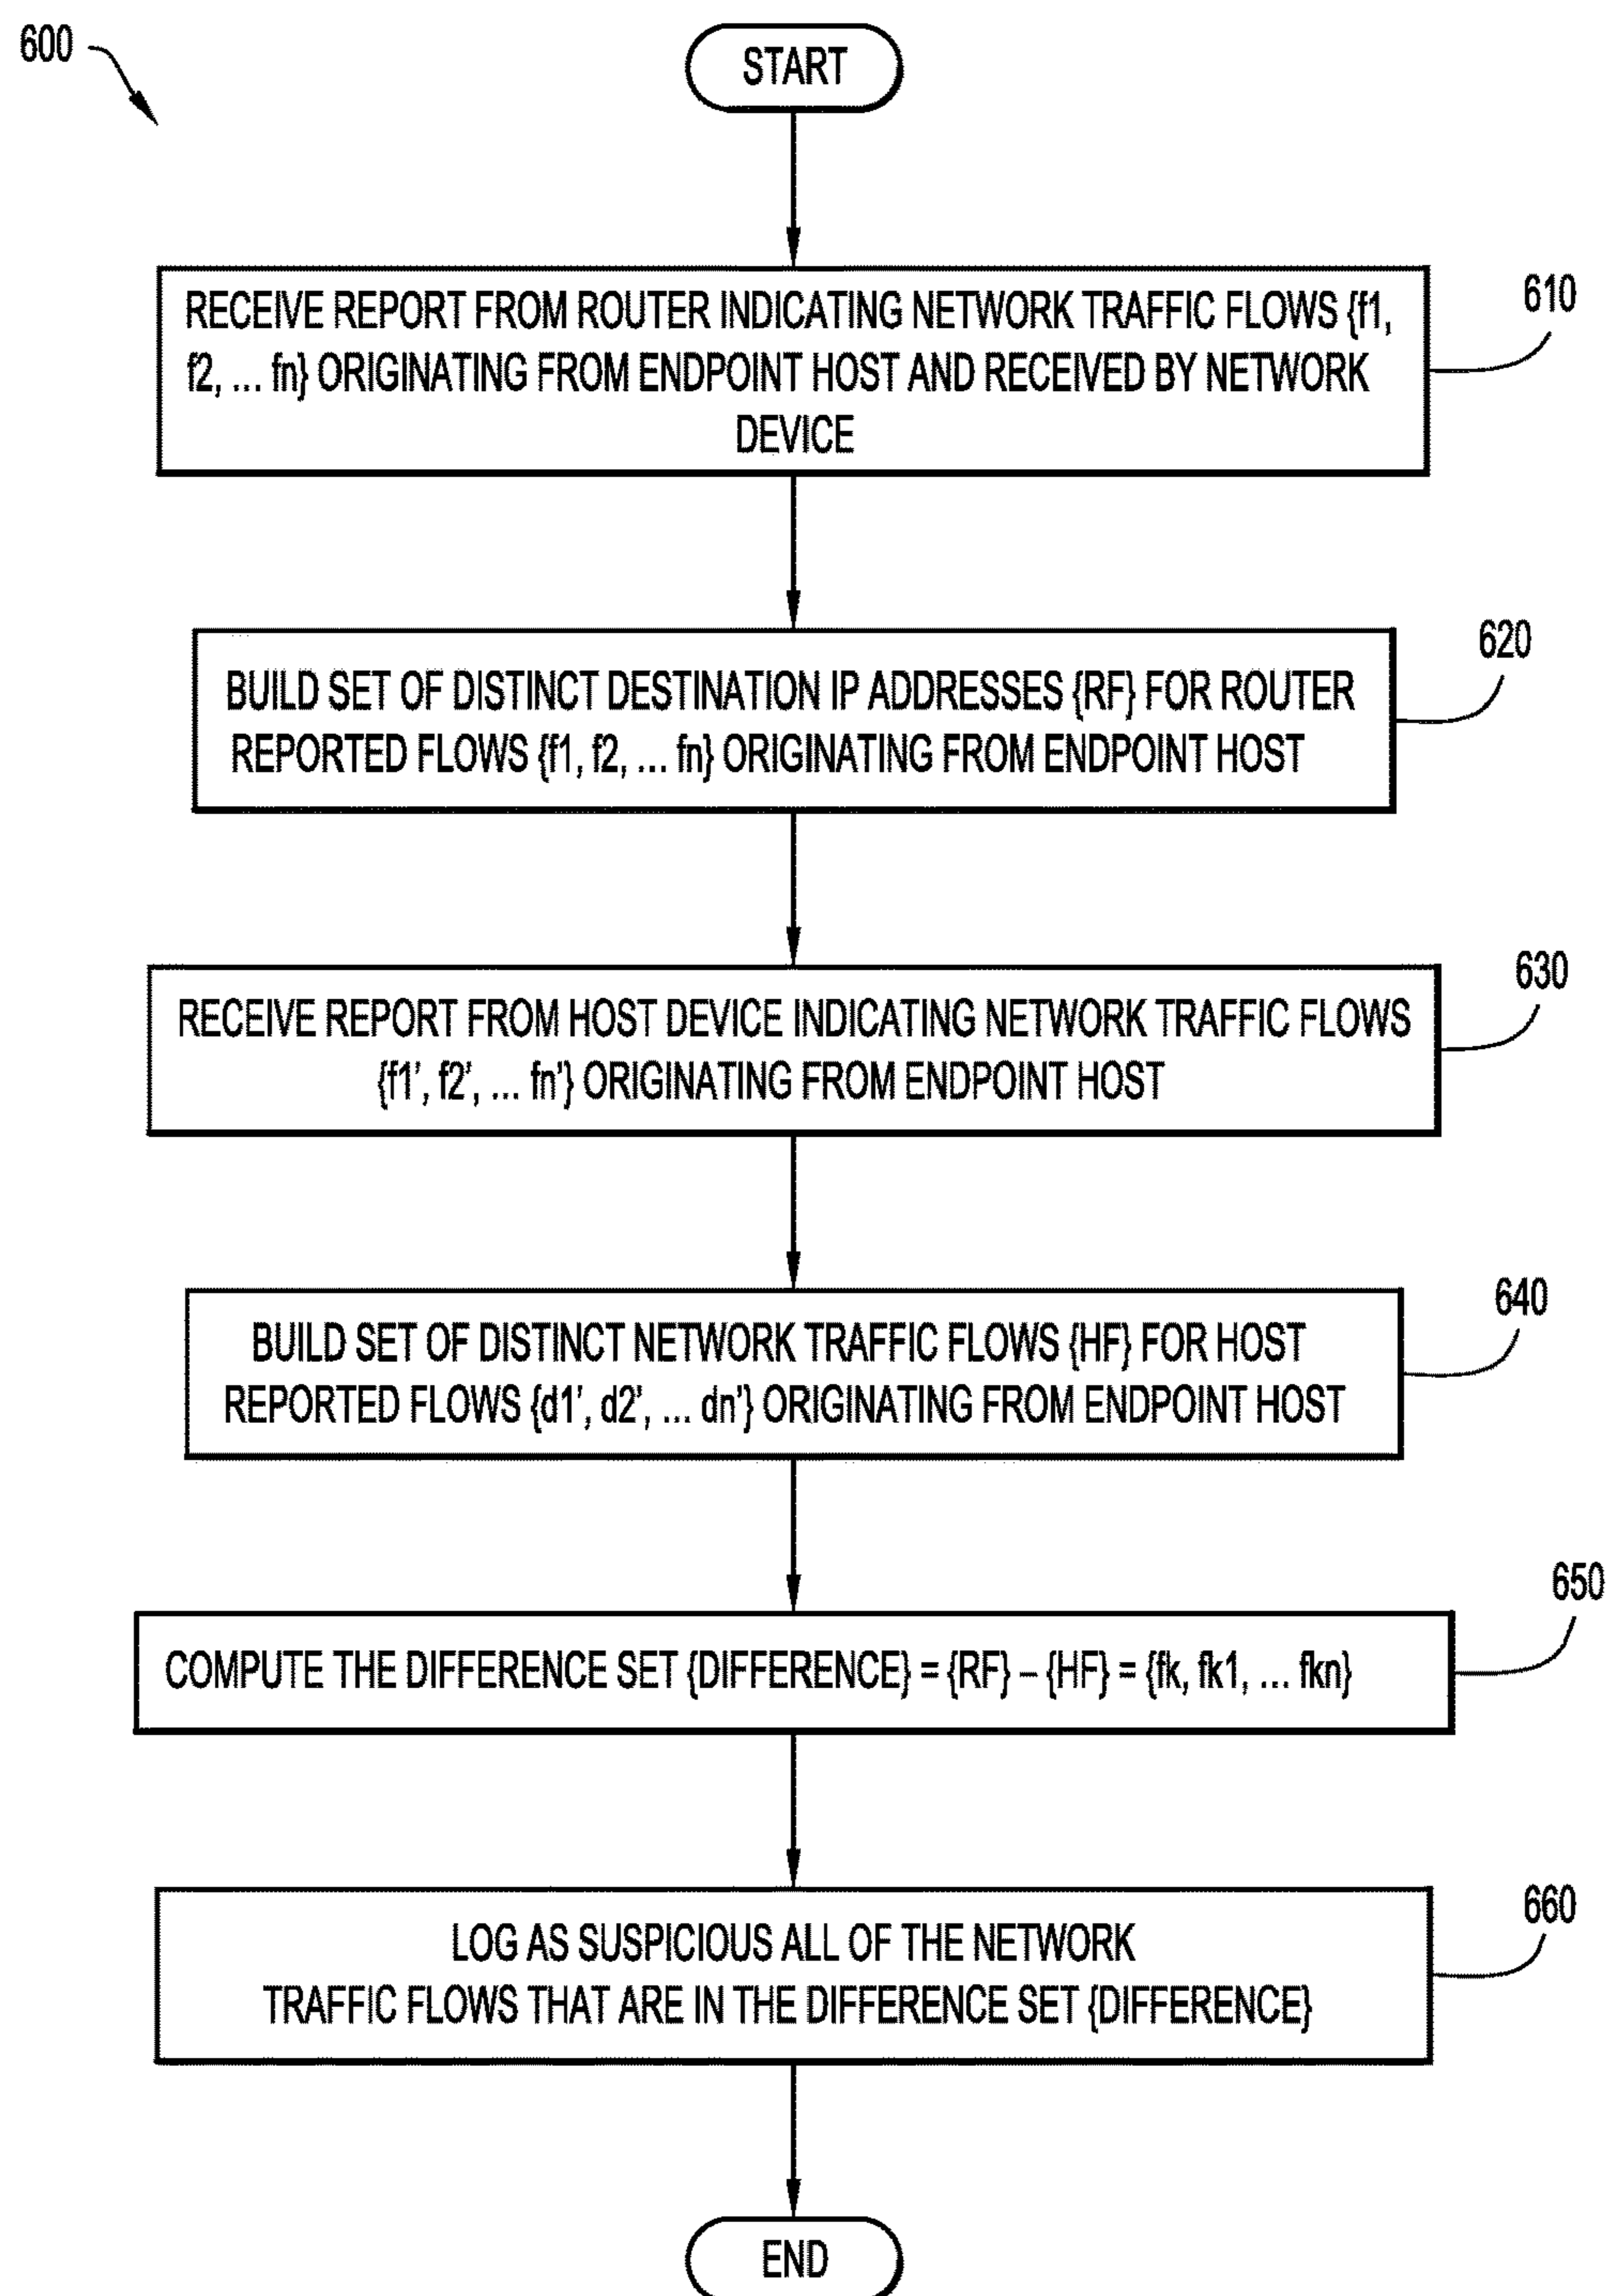 600
START
RECEIVE REPORT FROM ROUTER INDICATING NETWORK TRAFFIC FLOWS {f1,
f2, ... fn} ORIGINATING FROM ENDPOINT HOST AND RECEIVED BY NETWORK
DEVICE
610
BUILD SET OF DISTINCT DESTINATION IP ADDRESSES {RF} FOR ROUTER
REPORTED FLOWS {f1, f2, ... fn} ORIGINATING FROM ENDPOINT HOST
620
RECEIVE REPORT FROM HOST DEVICE INDICATING NETWORK TRAFFIC FLOWS
{f1’, f2’, ... fn’} ORIGINATING FROM ENDPOINT HOST
630
BUILD SET OF DISTINCT NETWORK TRAFFIC FLOWS {HF} FOR HOST
REPORTED FLOWS {d1’, d2’, ... dn’} ORIGINATING FROM ENDPOINT HOST
640
COMPUTE THE DIFFERENCE SET {DIFFERENCE} = {RF} – {HF} = {fk, fk1, ... fkn}
650
LOG AS SUSPICIOUS ALL OF THE NETWORK
TRAFFIC FLOWS THAT ARE IN THE DIFFERENCE SET {DIFFERENCE}
660
END